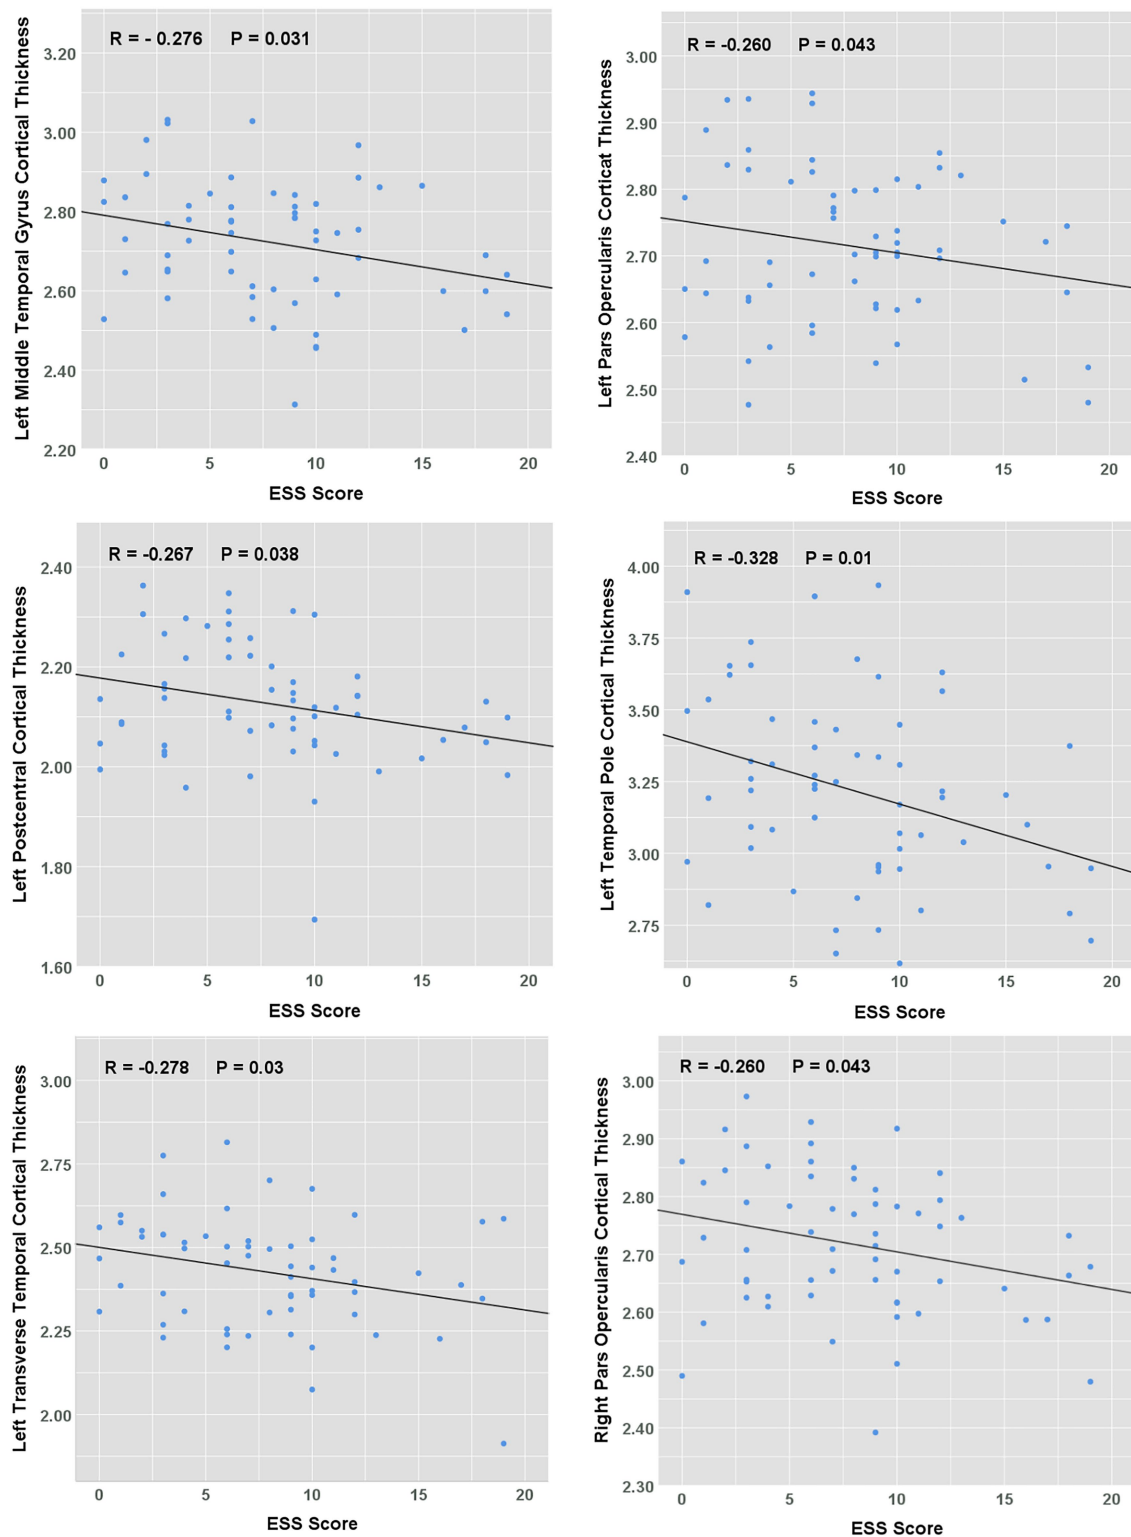 R = - 0.276 P = 0.031
Left Middle Temporal Gyrus Cortical Thickness
3.20
3.00
2.80
2.60
2.40
2.20
0 5 10 15 20
ESS Score
R = -0.260 P = 0.043
Left Pars Opercularis Corticat Thickness
3.00
2.90
2.80
2.70
2.60
2.50
2.40
0 5 10 15 20
ESS Score
R = -0.267 P = 0.038
Left Postcentral Cortical Thickness
2.40
2.20
2.00
1.80
1.60
0 5 10 15 20
ESS Score
R = -0.328 P = 0.01
Left Temporal Pole Cortical Thickness
4.00
3.75
3.50
3.25
3.00
2.75
0 5 10 15 20
ESS Score
R = -0.278 P = 0.03
Left Transverse Temporal Cortical Thickness
3.00
2.75
2.50
2.25
2.00
0 5 10 15 20
ESS Score
R = -0.260 P = 0.043
Right Pars Opercularis Cortical Thickness
3.00
2.90
2.80
2.70
2.60
2.50
2.40
2.30
0 5 10 15 20
ESS Score